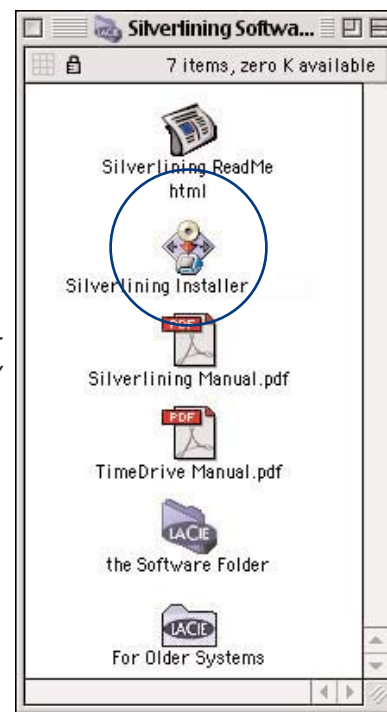 Silverlining Softwa...
7 items, zero K available
Silverlining ReadMe
html
Silverlining Installer
PDF
Silverlining Manual.pdf
PDF
TimeDrive Manual.pdf
LACIE
the Software Folder
LACIE
For Older Systems